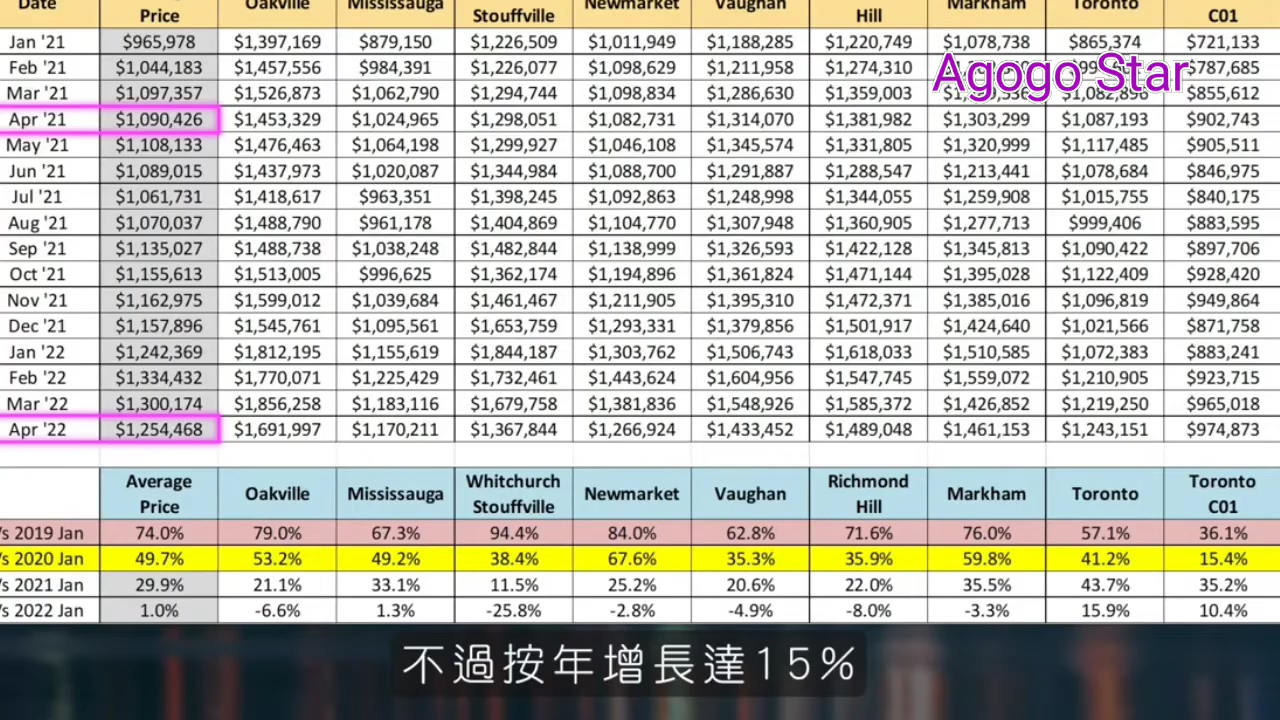 Date Price Oakville Mississauga Stouffville Newmarket Vaughan Hill Markham Toronto C01
Jan '21 $965,978 $1,397,169 $879,150 $1,226,509 $1,011,949 $1,188,285 $1,220,749 $1,078,738 $865,374 $721,133
Feb '21 $1,044,183 $1,457,556 $984,391 $1,226,077 $1,098,629 $1,211,958 $1,274,310 $787,685
Agogo Star
Mar '21 $1,097,357 $1,526,873 $1,062,790 $1,294,744 $1,098,834 $1,286,630 $1,359,003 $1,082,896 $855,612
Apr '21 $1,090,426 $1,453,329 $1,024,965 $1,298,051 $1,082,731 $1,314,070 $1,381,982 $1,303,299 $1,087,193 $902,743
May '21 $1,108,133 $1,476,463 $1,064,198 $1,299,927 $1,046,108 $1,345,574 $1,331,805 $1,320,999 $1,117,485 $905,511
Jun '21 $1,089,015 $1,437,973 $1,020,087 $1,344,984 $1,088,700 $1,291,887 $1,288,547 $1,213,441 $1,078,684 $846,975
Jul '21 $1,061,731 $1,418,617 $963,351 $1,398,245 $1,092,863 $1,248,998 $1,344,055 $1,259,908 $1,015,755 $840,175
Aug '21 $1,070,037 $1,488,790 $961,178 $1,404,869 $1,104,770 $1,307,948 $1,360,905 $1,277,713 $999,406 $883,595
Sep '21 $1,135,027 $1,488,738 $1,038,248 $1,482,844 $1,138,999 $1,326,593 $1,422,128 $1,345,813 $1,090,422 $897,706
Oct '21 $1,155,613 $1,513,005 $996,625 $1,362,174 $1,194,896 $1,361,824 $1,471,144 $1,395,028 $1,122,409 $928,420
Nov '21 $1,162,975 $1,599,012 $1,039,684 $1,461,467 $1,211,905 $1,395,310 $1,472,371 $1,385,016 $1,096,819 $949,864
Dec '21 $1,157,896 $1,545,761 $1,095,561 $1,653,759 $1,293,331 $1,379,856 $1,501,917 $1,424,640 $1,021,566 $871,758
Jan '22 $1,242,369 $1,812,195 $1,155,619 $1,844,187 $1,303,762 $1,506,743 $1,618,033 $1,510,585 $1,072,383 $883,241
Feb '22 $1,334,432 $1,770,071 $1,225,429 $1,732,461 $1,443,624 $1,604,956 $1,547,745 $1,559,072 $1,210,905 $923,715
Mar '22 $1,300,174 $1,856,258 $1,183,116 $1,679,758 $1,381,836 $1,548,926 $1,585,372 $1,426,852 $1,219,250 $965,018
Apr '22 $1,254,468 $1,691,997 $1,170,211 $1,367,844 $1,266,924 $1,433,452 $1,489,048 $1,461,153 $1,243,151 $974,873
Average Price Oakville Mississauga Whitchurch Stouffville Newmarket Vaughan Richmond Hill Markham Toronto Toronto C01
Vs 2019 Jan 74.0% 79.0% 67.3% 94.4% 84.0% 62.8% 71.6% 76.0% 57.1% 36.1%
Vs 2020 Jan 49.7% 53.2% 49.2% 38.4% 67.6% 35.3% 35.9% 59.8% 41.2% 15.4%
Vs 2021 Jan 29.9% 21.1% 33.1% 11.5% 25.2% 20.6% 22.0% 35.5% 43.7% 35.2%
Vs 2022 Jan 1.0% -6.6% 1.3% -25.8% -2.8% -4.9% -8.0% -3.3% 15.9% 10.4%
不過按年增長達15%